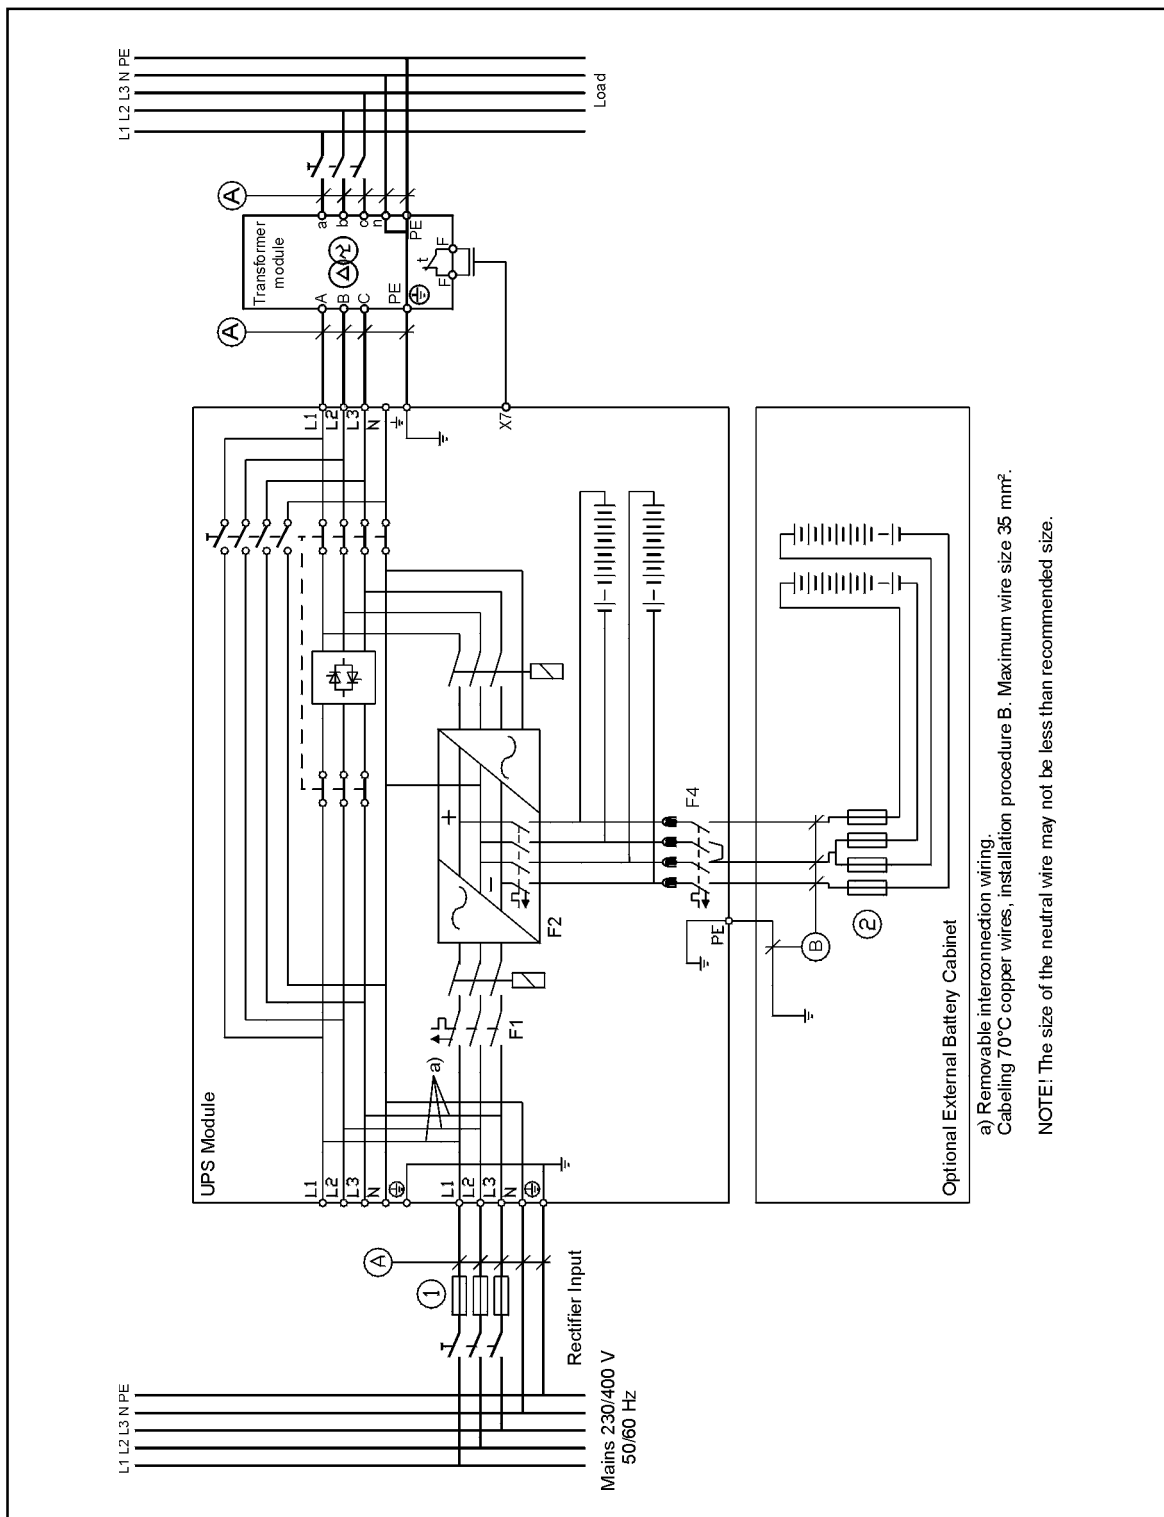 L1 L2 L3 N PE
Load
A
Transformer
module
a
b
c
n
PE
A
B
C
PE
F
t
F
A
UPS Module
L1
L2
L3
N
X7
+
−
F2
F4
F1
a)
PE
L1
L2
L3
N
L1
L2
L3
N
B
2
Optional External Battery Cabinet
A
1
Rectifier Input
L1 L2 L3 N PE
Mains 230/400 V
50/60 Hz
a) Removable interconnection wiring.
Cabeling 70°C copper wires, installation procedure B. Maximum wire size 35 mm².
NOTE! The size of the neutral wire may not be less than recommended size.